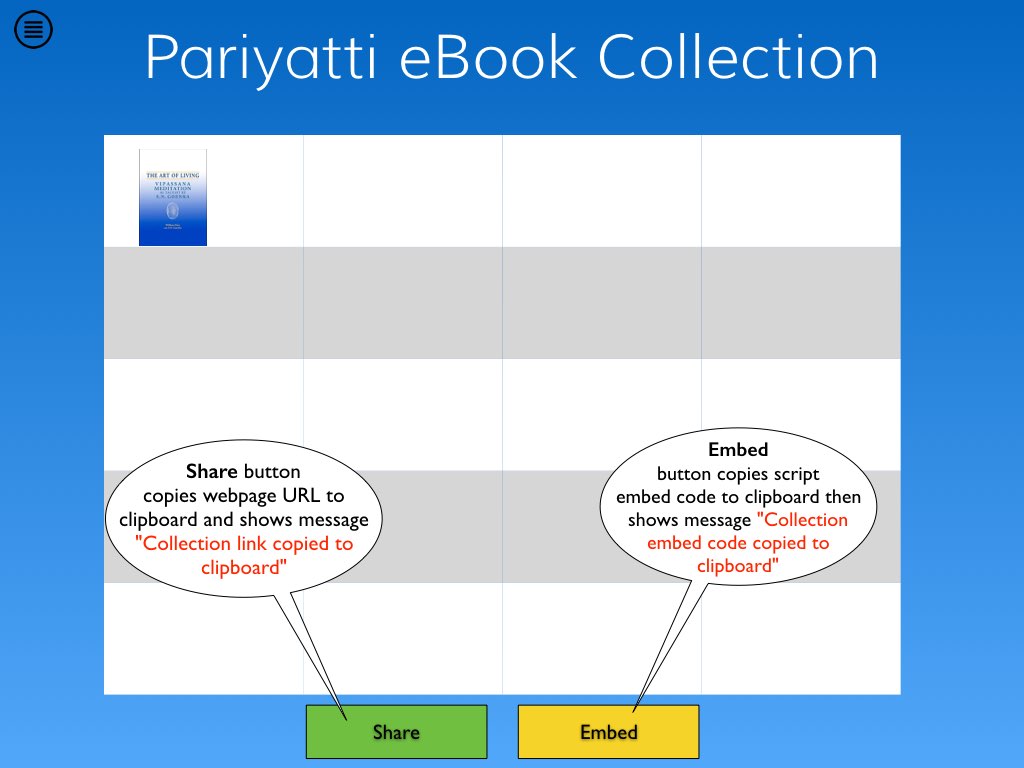 Pariyatti eBook Collection
THE ART OF LIVING
VIPASSANA
MEDITATION
AS TAUGHT BY
S.N. GOENKA
Share button
copies webpage URL to
clipboard and shows message
"Collection link copied to
clipboard"
Embed
button copies script
embed code to clipboard then
shows message "Collection
embed code copied to
clipboard"
Share
Embed